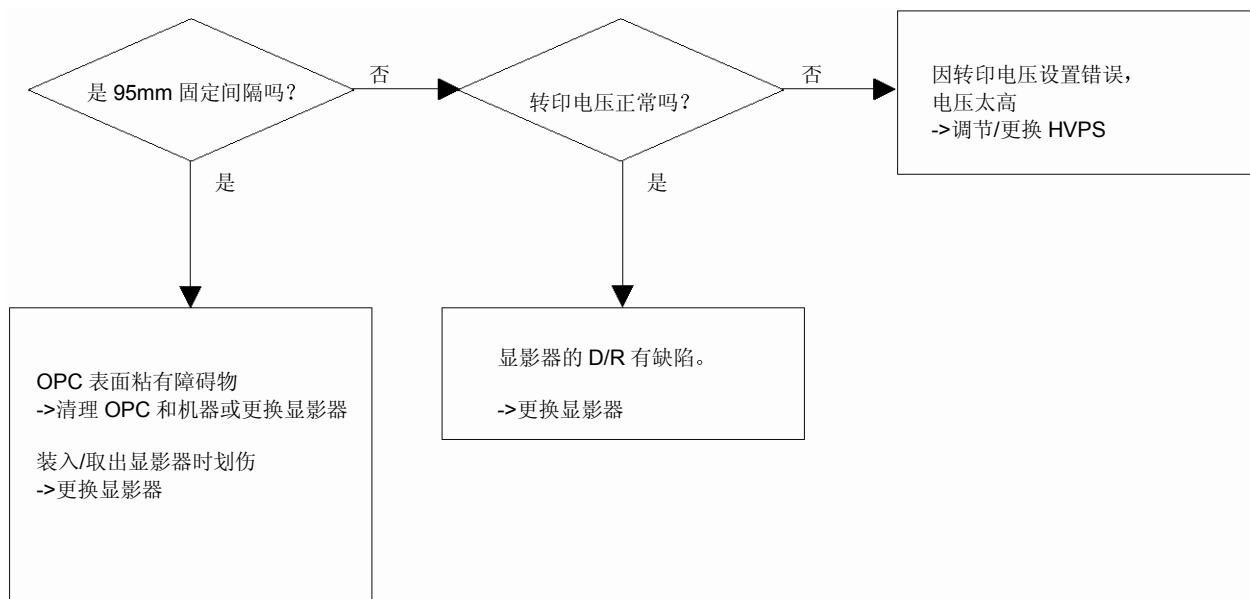 是 95mm 固定间隔吗?
否
转印电压正常吗?
否
因转印电压设置错误，
电压太高
->调节/更换 HVPS
是
是
OPC 表面粘有障碍物
->清理 OPC 和机器或更换显影器
装入/取出显影器时划伤
->更换显影器
显影器的 D/R 有缺陷。
->更换显影器